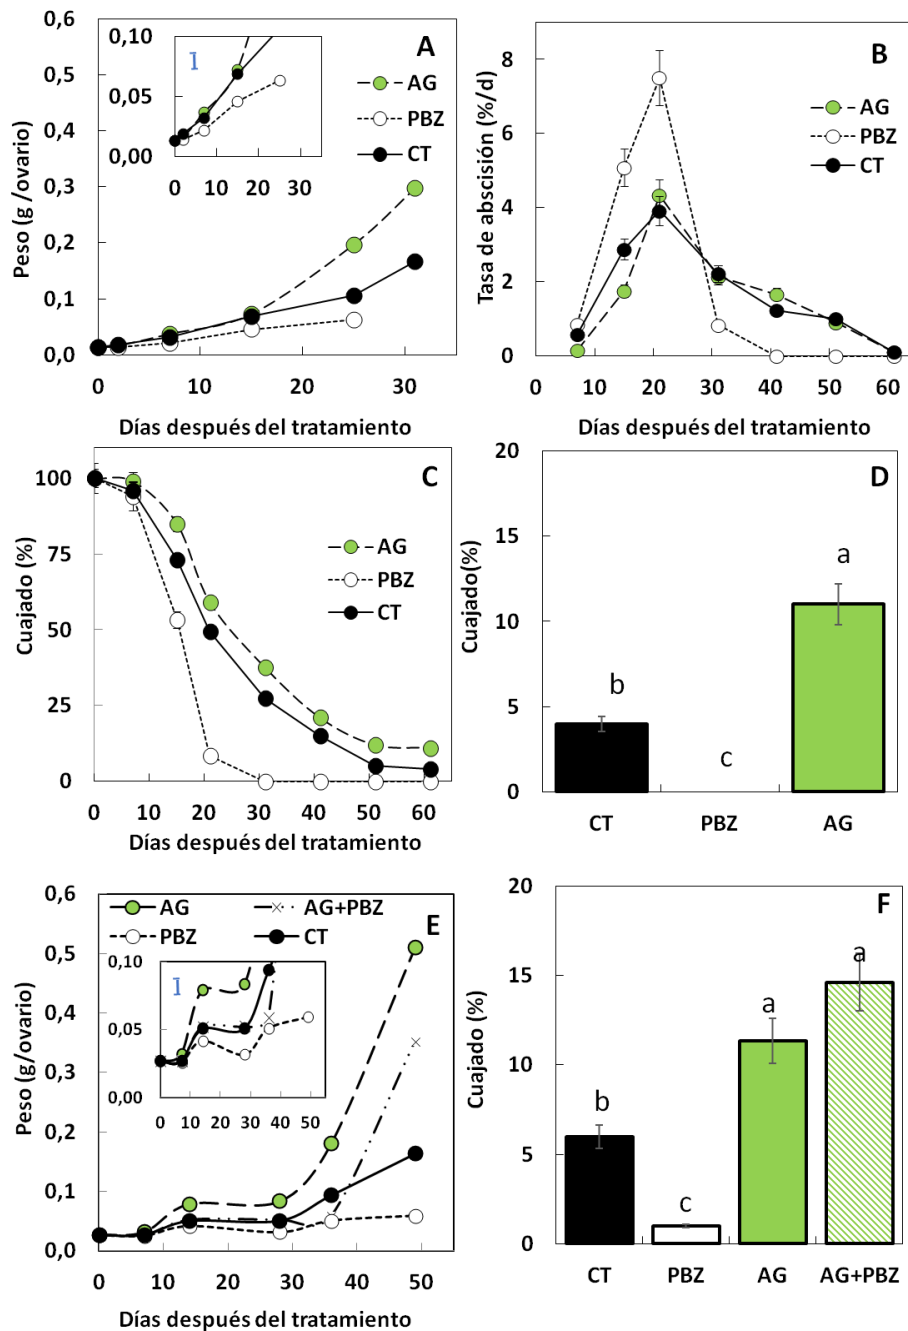 A
0,6
0,5
0,4
0,3
0,2
0,1
0,0
Peso (g /ovario)
0,10
0,05
0,00
0 10 20 30
AG
PBZ
CT
0 10 20 30
Días después del tratamiento
B
8
6
4
2
0
Tasa de abscisión (%/d)
AG
PBZ
CT
0 10 20 30 40 50 60
Días después del tratamiento
C
100
75
50
25
0
Cuajado (%)
AG
PBZ
CT
0 10 20 30 40 50 60
Días después del tratamiento
D
20
15
10
5
0
Cuajado(%)
b
c
a
CT PBZ AG
E
0,6
0,5
0,4
0,3
0,2
0,1
0,0
Peso (g/ovario)
AG AG+PBZ
PBZ CT
0,10
0,05
0,00
0 10 20 30 40 50
0 10 20 30 40 50
Días después del tratamiento
F
20
15
10
5
0
Cuajado (%)
b
c
a
a
CT PBZ AG AG+PBZ